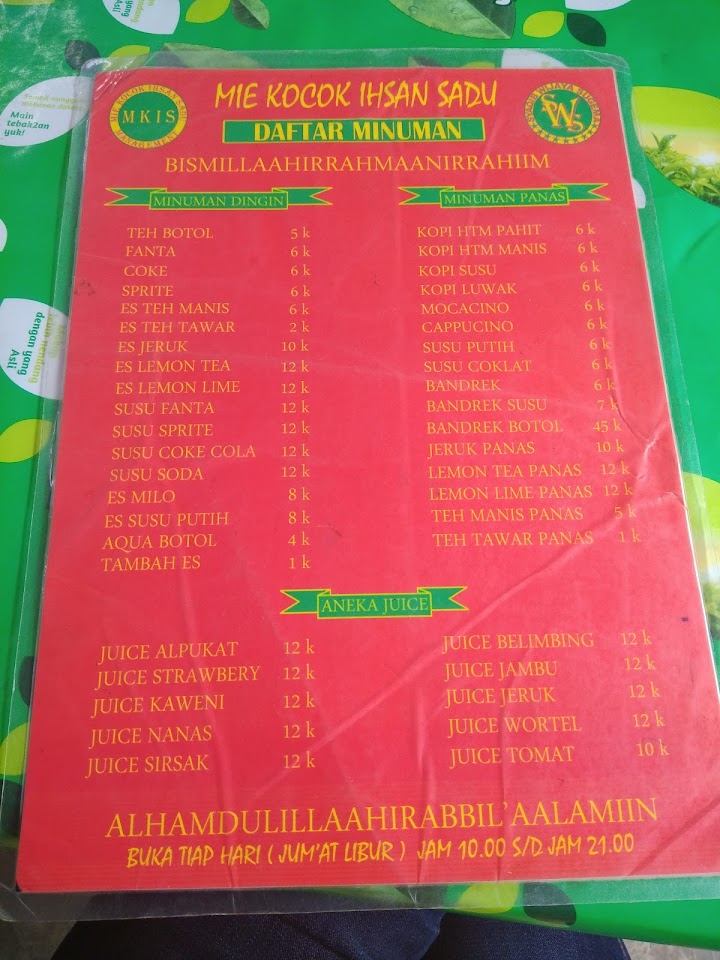 MIE KOCOK IHSAN SADU
MKIS
MANAGEMENT
DAFTAR MINUMAN
BISMILLAAHIRRAHMAANIRRAHIIM
MINUMAN DINGIN
TEH BOTOL 5 k
FANTA 6 k
COKE 6 k
SPRITE 6 k
ES TEH MANIS 6 k
ES TEH TAWAR 2 k
ES JERUK 10 k
ES LEMON TEA 12 k
ES LEMON LIME 12 k
SUSU FANTA 12 k
SUSU SPRITE 12 k
SUSU COKE COLA 12 k
SUSU SODA 12 k
ES MILO 8 k
ES SUSU PUTIH 8 k
AQUA BOTOL 4 k
TAMBAH ES 1 k
MINUMAN PANAS
KOPI HTM PAHIT 6 k
KOPI HTM MANIS 6 k
KOPI SUSU 6 k
KOPI LUWAK 6 k
MOCACINO 6 k
CAPPUCINO 6 k
SUSU PUTIH 6 k
SUSU COKLAT 6 k
BANDREK 6 k
BANDREK SUSU 7 k
BANDREK BOTOL 45 k
JERUK PANAS 10 k
LEMON TEA PANAS 12 k
LEMON LIME PANAS 12 k
TEH MANIS PANAS 5 k
TEH TAWAR PANAS 1 k
ANEKA JUICE
JUICE ALPUKAT 12 k
JUICE STRAWBERY 12 k
JUICE KAWENI 12 k
JUICE NANAS 12 k
JUICE SIRSAK 12 k
JUICE BELIMBING 12 k
JUICE JAMBU 12 k
JUICE JERUK 12 k
JUICE WORTEL 12 k
JUICE TOMAT 10 k
ALHAMDULILLAAHIRABBIL'AALAMIIN
BUKA TIAP HARI ( JUM'AT LIBUR ) JAM 10.00 S/D JAM 21.00
Main
tebak2an
yuk!
dengan yang
Asli